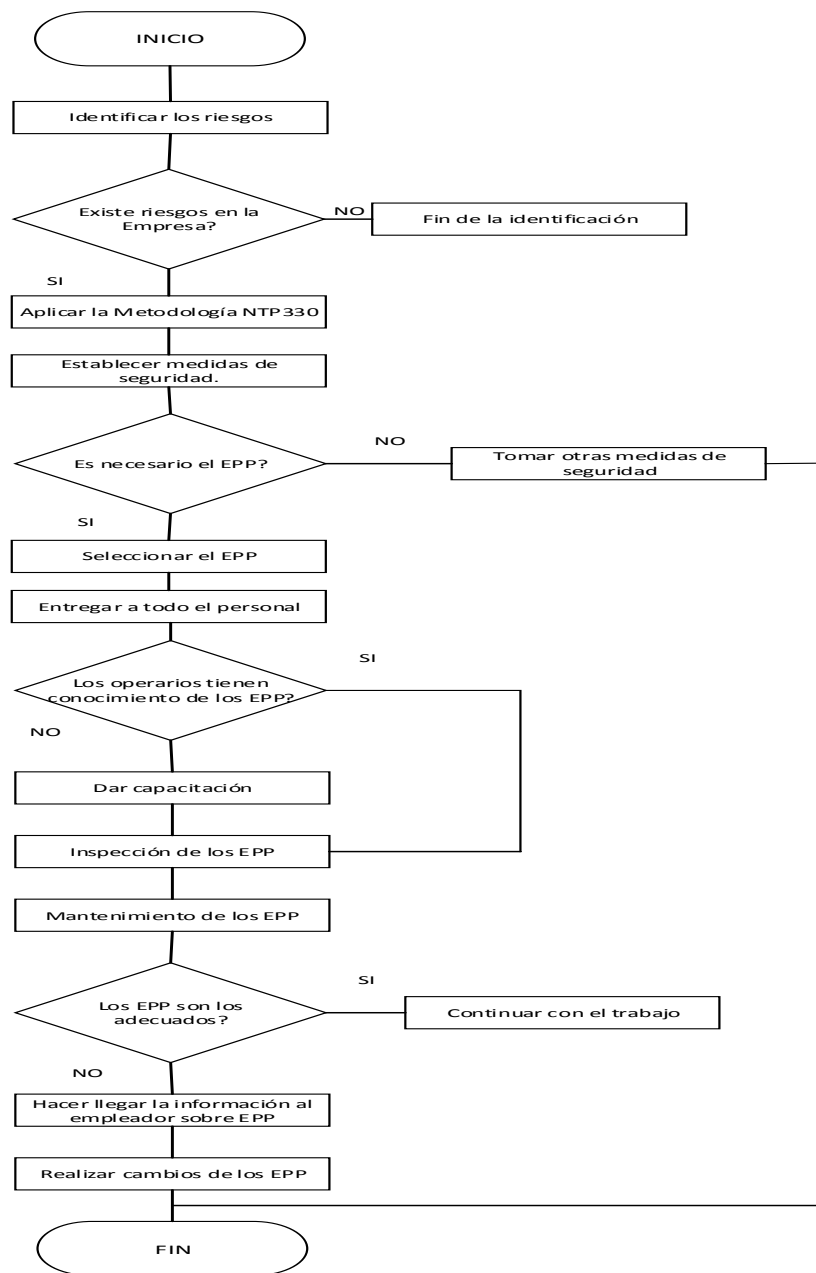 INICIO
Identificar los riesgos
Existe riesgos en la
Empresa?
NO
Fin de la identificación
SI
Aplicar la Metodología NTP330
Establecer medidas de
seguridad.
Es necesario el EPP?
NO
Tomar otras medidas de
seguridad
SI
Seleccionar el EPP
Entregar a todo el personal
Los operarios tienen
conocimiento de los EPP?
SI
NO
Dar capacitación
Inspección de los EPP
Mantenimiento de los EPP
Los EPP son los
adecuados?
SI
Continuar con el trabajo
NO
Hacer llegar la información al
empleador sobre EPP
Realizar cambios de los EPP
FIN